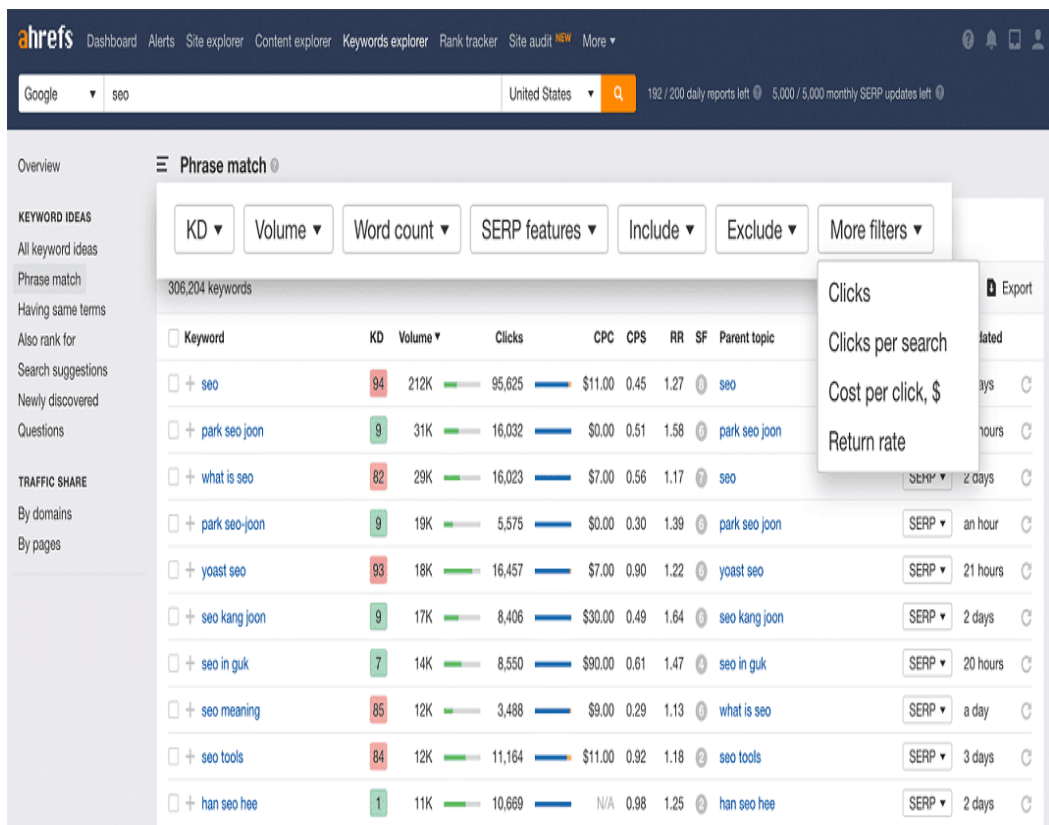 ahrefs Dashboard Alerts Site explorer Content explorer Keywords explorer Rank tracker Site audit NEW More
Google seo United States 192 / 200 daily reports left 5,000 / 5,000 monthly SERP updates left
Overview
KEYWORD IDEAS
All keyword ideas
Phrase match
Having same terms
Also rank for
Search suggestions
Newly discovered
Questions
TRAFFIC SHARE
By domains
By pages
Phrase match
KD Volume Word count SERP features Include Exclude More filters
Clicks
Clicks per search
Cost per click, $
Return rate
306,204 keywords Export
Keyword KD Volume Clicks CPC CPS RR SF Parent topic
seo 94 212K 95,625 $11.00 0.45 1.27 8 seo
park seo joon 9 31K 16,032 $0.00 0.51 1.58 6 park seo joon hours
what is seo 82 29K 16,023 $7.00 0.56 1.17 7 seo SERP 2 days
park seo-joon 9 19K 5,575 $0.00 0.30 1.39 6 park seo joon SERP an hour
yoast seo 93 18K 16,457 $7.00 0.90 1.22 6 yoast seo SERP 21 hours
seo kang joon 9 17K 8,406 $30.00 0.49 1.64 6 seo kang joon SERP 2 days
seo in guk 7 14K 8,550 $90.00 0.61 1.47 4 seo in guk SERP 20 hours
seo meaning 85 12K 3,488 $9.00 0.29 1.13 6 what is seo SERP a day
seo tools 84 12K 11,164 $11.00 0.92 1.18 2 seo tools SERP 3 days
han seo hee 1 11K 10,669 N/A 0.98 1.25 2 han seo hee SERP 2 days